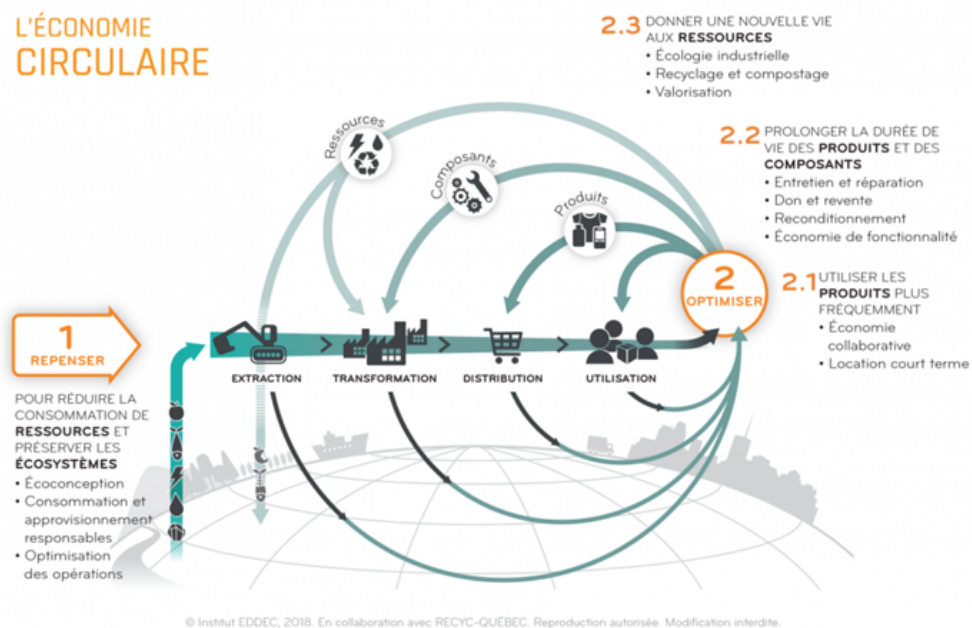 L'ÉCONOMIE
CIRCULAIRE
2.3 DONNER UNE NOUVELLE VIE
AUX RESSOURCES
• Écologie industrielle
• Recyclage et compostage
• Valorisation
2.2 PROLONGER LA DURÉE DE
VIE DES PRODUITS ET DES
COMPOSANTS
• Entretien et réparation
• Don et revente
• Reconditionnement
• Économie de fonctionnalité
Ressources
Composants
Produits
2
OPTIMISER
2.1 UTILISER LES
PRODUITS PLUS
FRÉQUEMMENT
• Économie
collaborative
• Location court terme
1
REPENSER
EXTRACTION
TRANSFORMATION
DISTRIBUTION
UTILISATION
POUR RÉDUIRE LA
CONSOMMATION DE
RESSOURCES ET
PRÉSERVER LES
ÉCOSYSTÈMES
• Écoconception
• Consommation et
approvisionnement
responsables
• Optimisation
des opérations
© Institut EDDEC, 2018. En collaboration avec RECYC-QUÉBEC. Reproduction autorisée. Modification interdite.